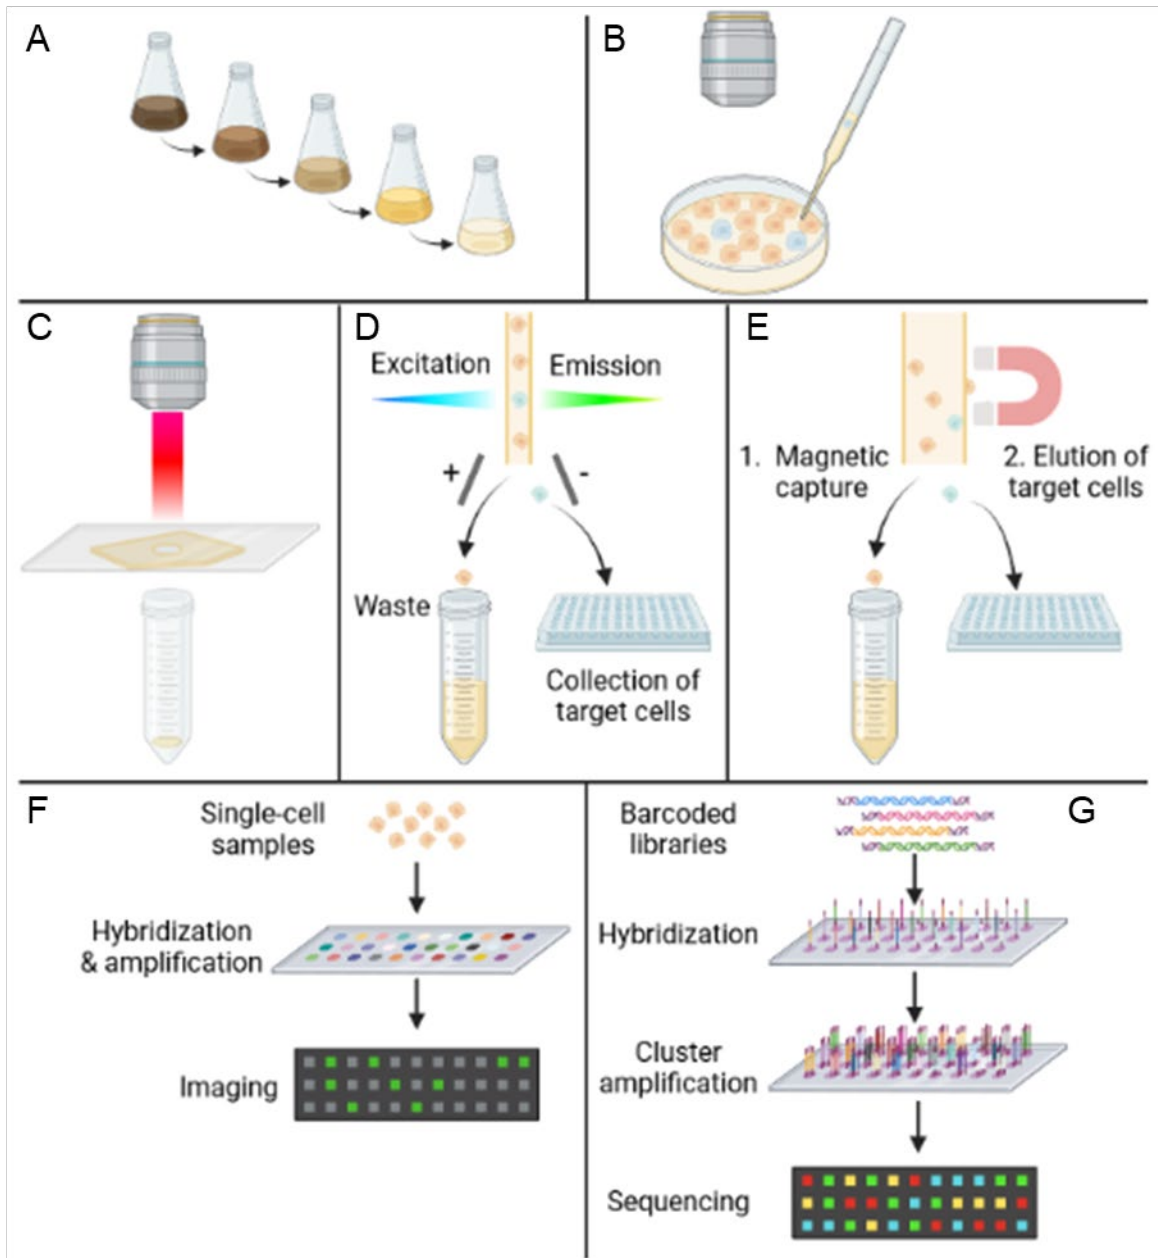 A
B
C
D
Excitation
Emission
+
-
Waste
Collection of
target cells
E
1. Magnetic
capture
2. Elution of
target cells
F
Single-cell
samples
Hybridization
& amplification
Imaging
G
Barcoded
libraries
Hybridization
Cluster
amplification
Sequencing